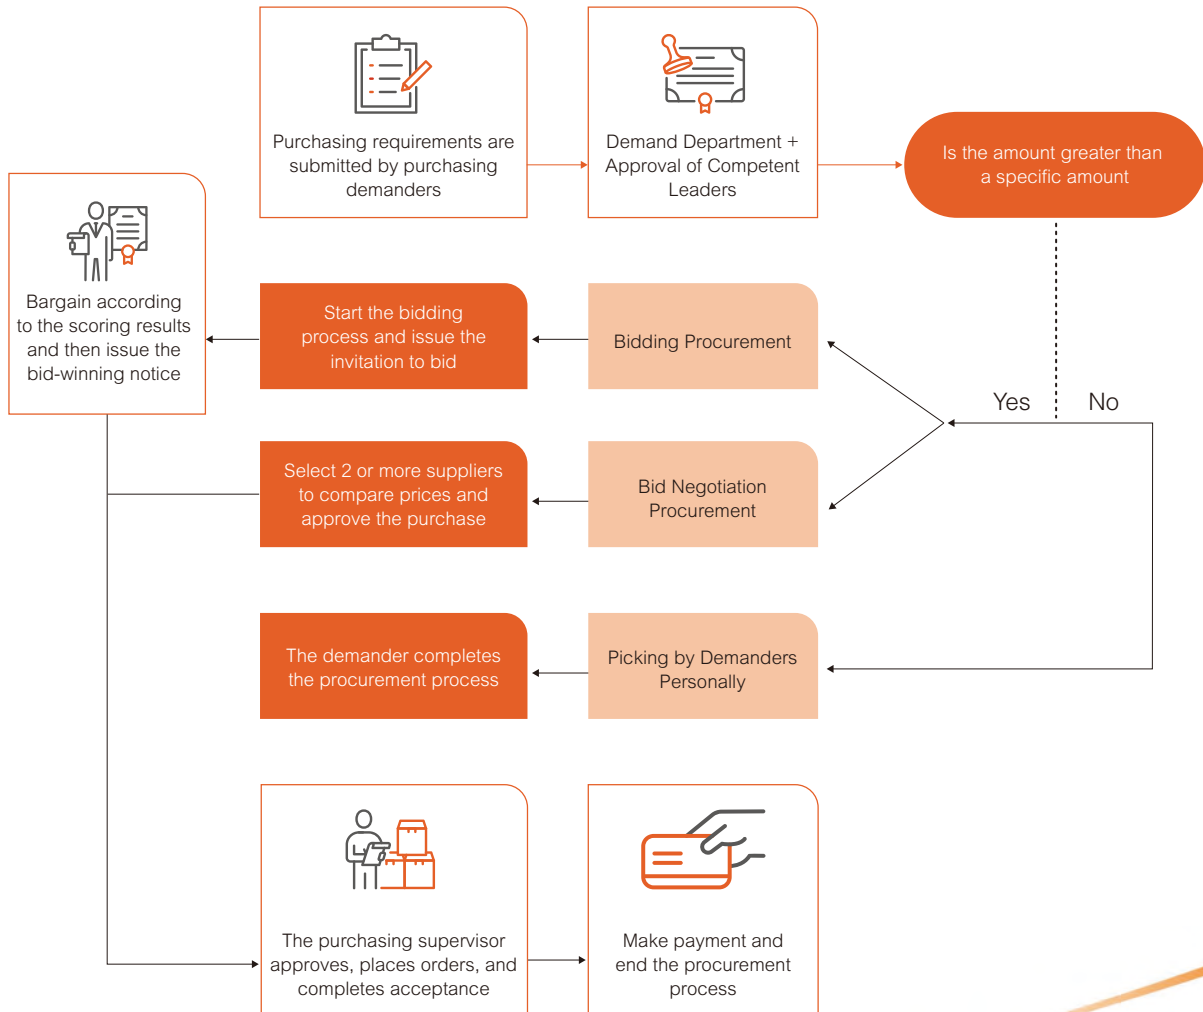 Purchasing requirements are
submitted by purchasing
demanders
Demand Department +
Approval of Competent
Leaders
Is the amount greater than
a specific amount
Bargain according
to the scoring results
and then issue the
bid-winning notice
Start the bidding
process and issue the
invitation to bid
Bidding Procurement
Yes
No
Select 2 or more suppliers
to compare prices and
approve the purchase
Bid Negotiation
Procurement
The demander completes
the procurement process
Picking by Demanders
Personally
The purchasing supervisor
approves, places orders, and
completes acceptance
Make payment and
end the procurement
process